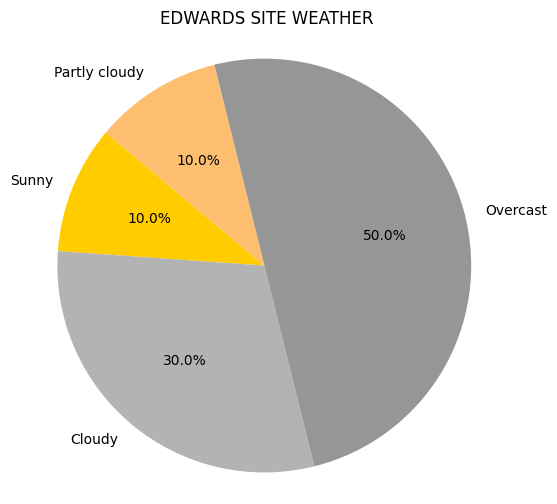 EDWARDS SITE WEATHER
Partly cloudy
10.0%
Sunny
10.0%
Overcast
50.0%
30.0%
Cloudy